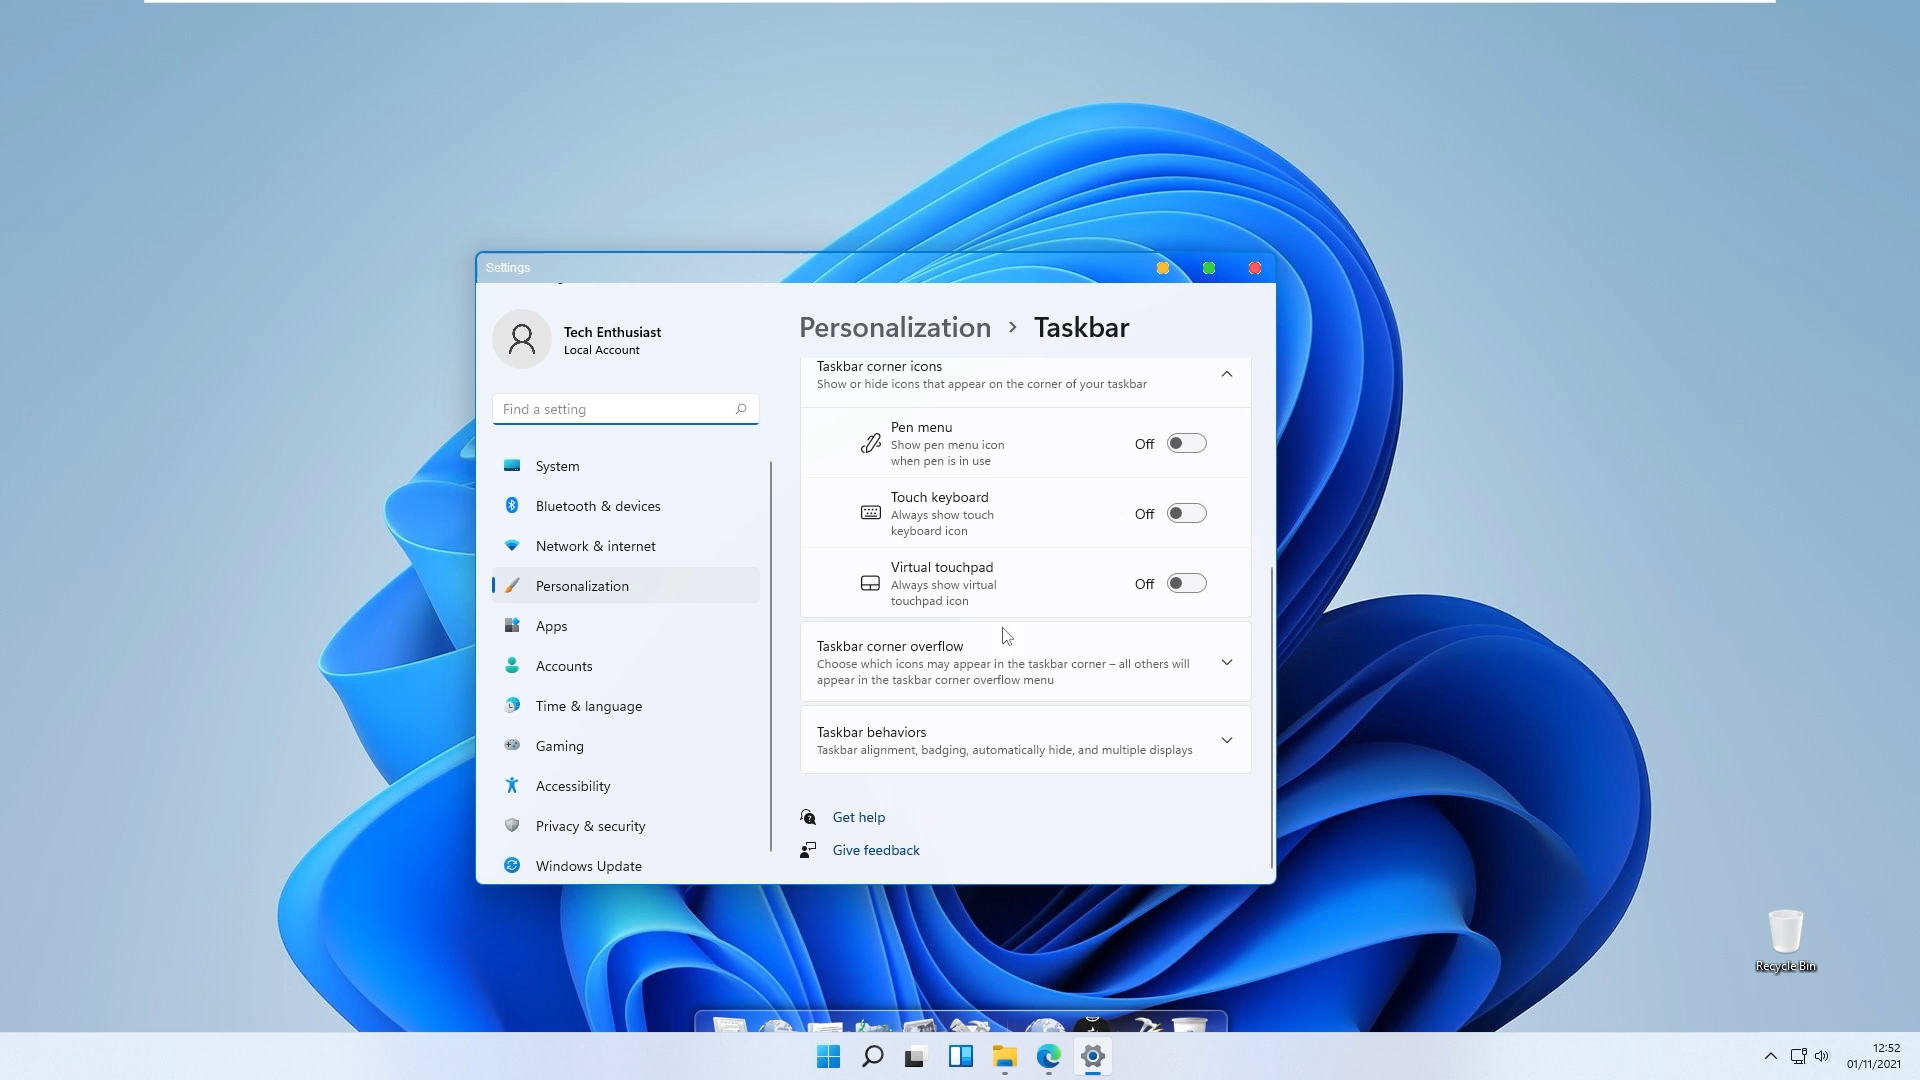 Settings
Tech Enthusiast
Local Account
Find a setting
System
Bluetooth & devices
Network & internet
Personalization
Apps
Accounts
Time & language
Gaming
Accessibility
Privacy & security
Windows Update
Personalization › Taskbar
Taskbar corner icons
Show or hide icons that appear on the corner of your taskbar
Pen menu
Show pen menu icon
when pen is in use
Off
Touch keyboard
Always show touch
keyboard icon
Off
Virtual touchpad
Always show virtual
touchpad icon
Off
Taskbar corner overflow
Choose which icons may appear in the taskbar corner – all others will
appear in the taskbar corner overflow menu
Taskbar behaviors
Taskbar alignment, badging, automatically hide, and multiple displays
Get help
Give feedback
Recycle Bin
12:52
01/11/2021